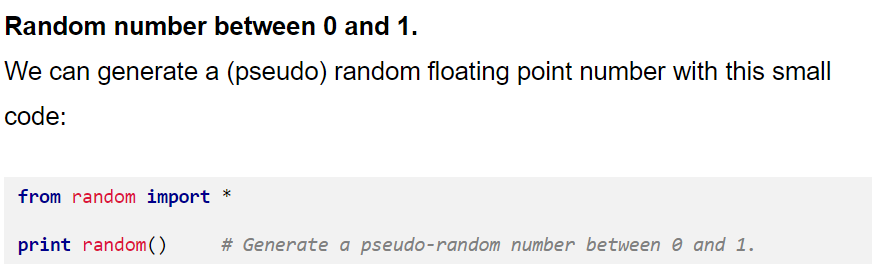 Random number between 0 and 1.
We can generate a (pseudo) random floating point number with this small
code:
from random import *
print random()     # Generate a pseudo-random number between 0 and 1.